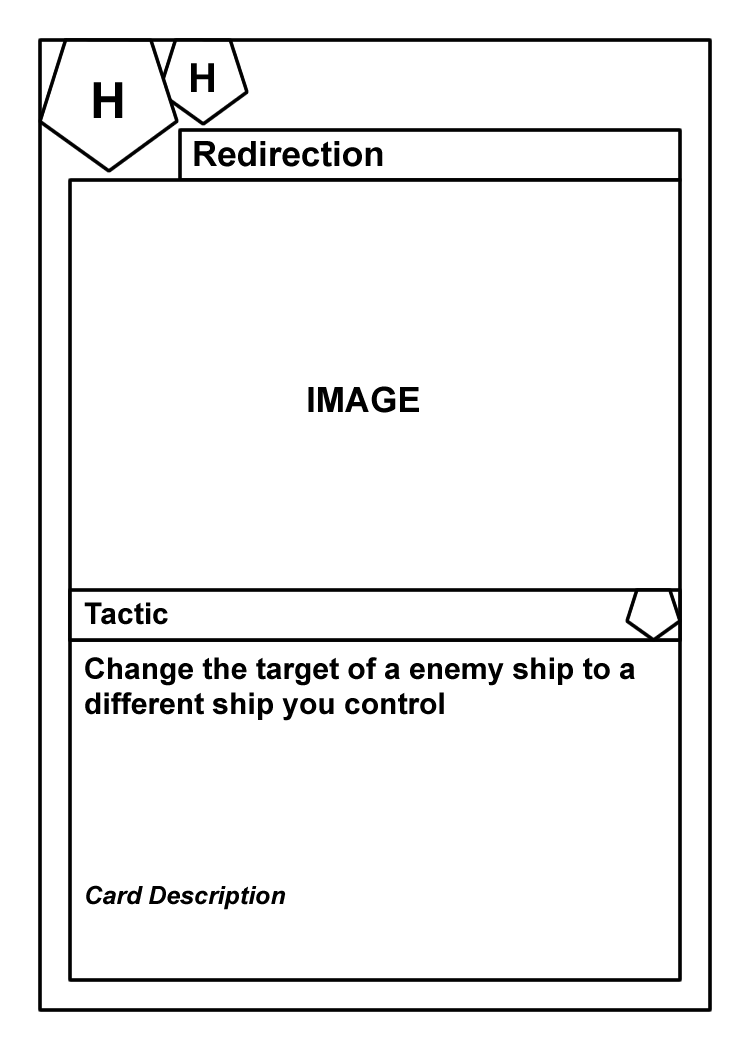 H
H
Redirection
IMAGE
Tactic
Change the target of a enemy ship to a
different ship you control
Card Description